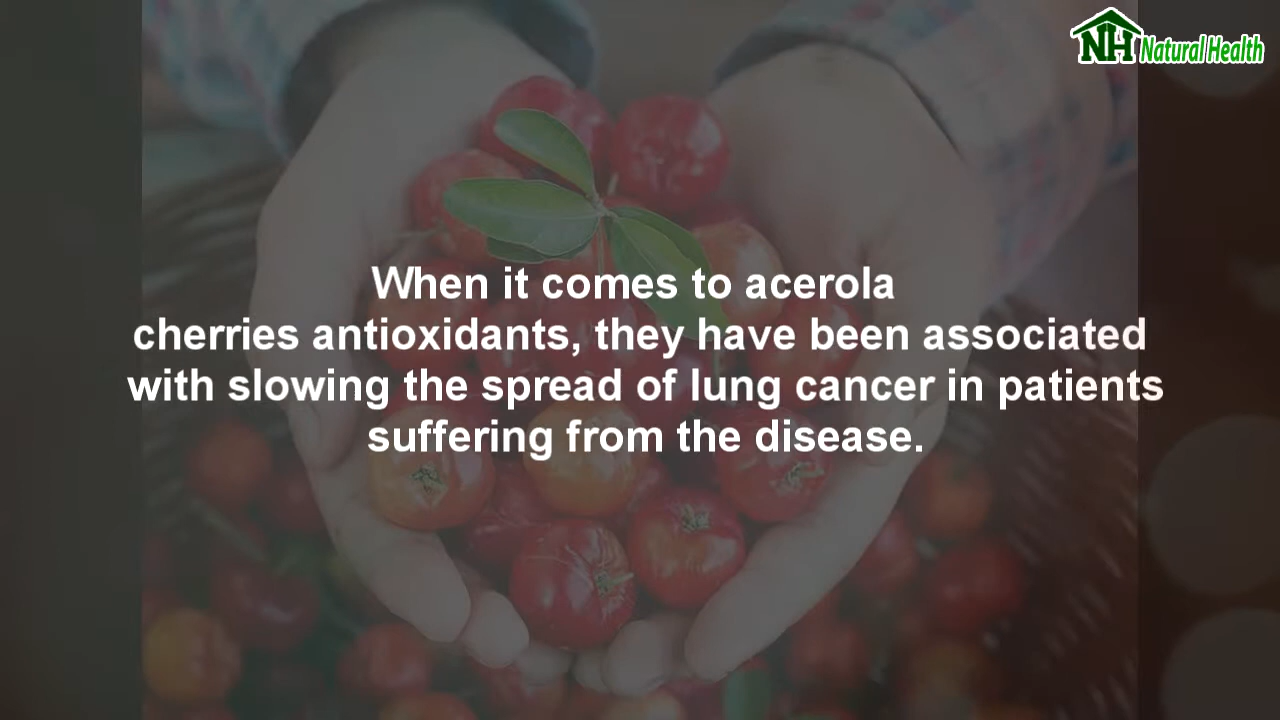 NH Natural Health
When it comes to acerola
cherries antioxidants, they have been associated
with slowing the spread of lung cancer in patients
suffering from the disease.